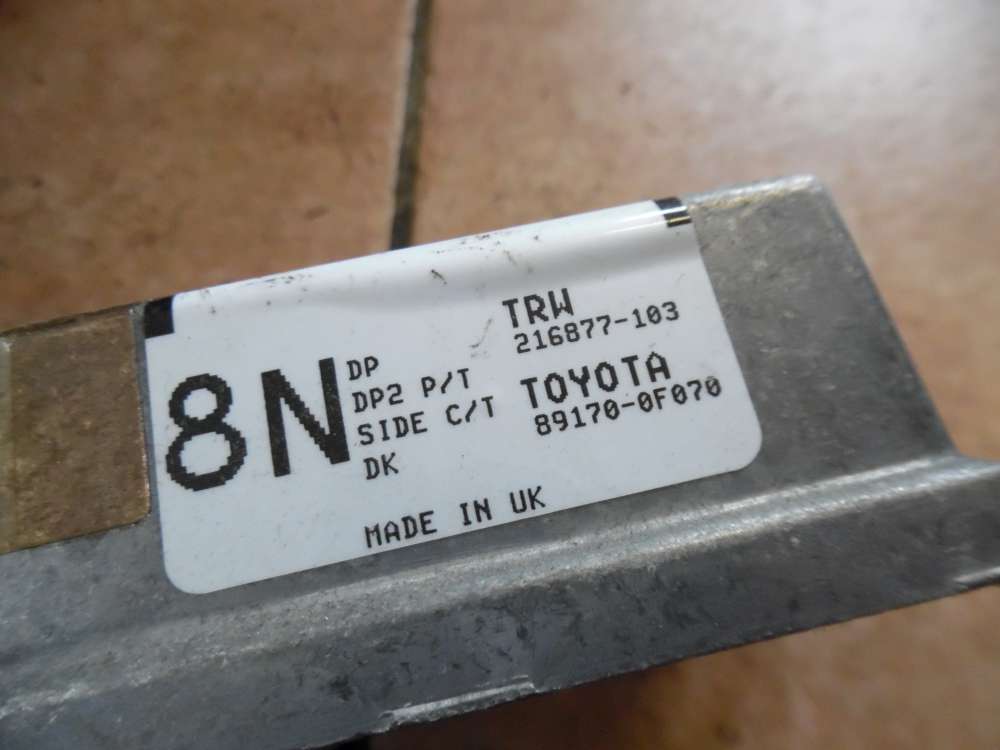 8N
DP
DP2 P/T
SIDE C/T
DK
TRW
216877-103
TOYOTA
89170-0F070
MADE IN UK